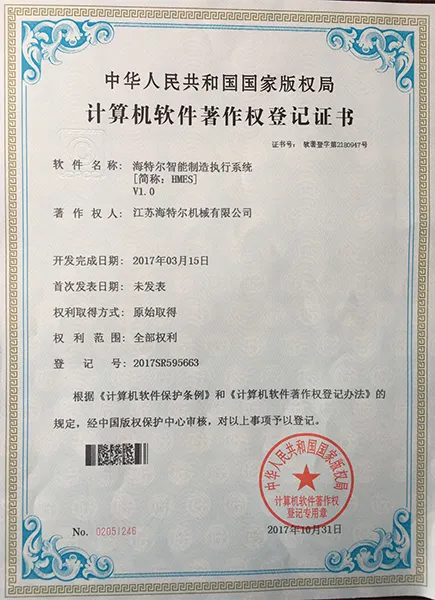 中华人民共和国国家版权局
计算机软件著作权登记证书
证书号： 软著登字第2180947号
软 件 名 称： 海特尔智能制造执行系统
[简称：HMES]
V1.0
著 作 权 人： 江苏海特尔机械有限公司
开发完成日期： 2017年03月15日
首次发表日期： 未发表
权利取得方式： 原始取得
权 利 范 围： 全部权利
登 记 号： 2017SR595663
根据《计算机软件保护条例》和《计算机软件著作权登记办法》的
规定，经中国版权保护中心审核，对以上事项予以登记。
中华人民共和国国家版权局
计算机软件著作权
登记专用章
No. 02051246
2017年10月31日